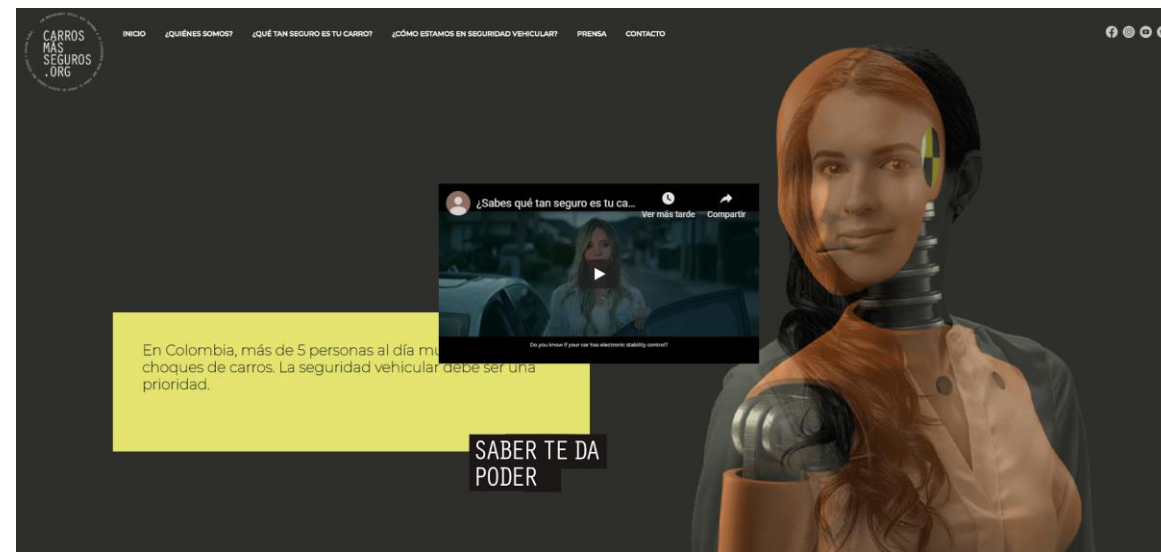 CARROS
MÁS
SEGUROS
.ORG
INICIO ¿QUIÉNES SOMOS? ¿QUÉ TAN SEGURO ES TU CARRO? ¿CÓMO ESTAMOS EN SEGURIDAD VEHICULAR? PRENSA CONTACTO
¿Sabes qué tan seguro es tu ca...
Ver más tarde Compartir
Do you know if your car has electronic stability control?
En Colombia, más de 5 personas al día
choques de carros. La seguridad vehicular debe ser una
prioridad.
SABER TE DA
PODER